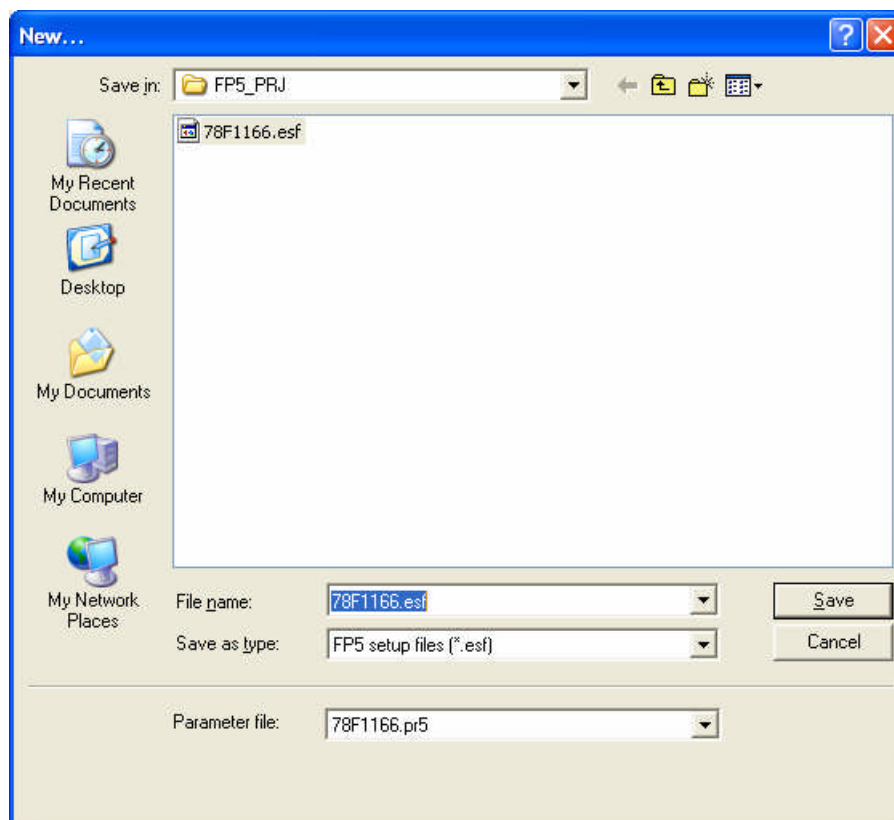 New...
Save in:
FP5_PRJ
78F1166.esf
My Recent
Documents
Desktop
My Documents
My Computer
My Network
Places
File name:
78F1166.esf
Save
Save as type:
FP5 setup files (*.esf)
Cancel
Parameter file:
78F1166.pr5